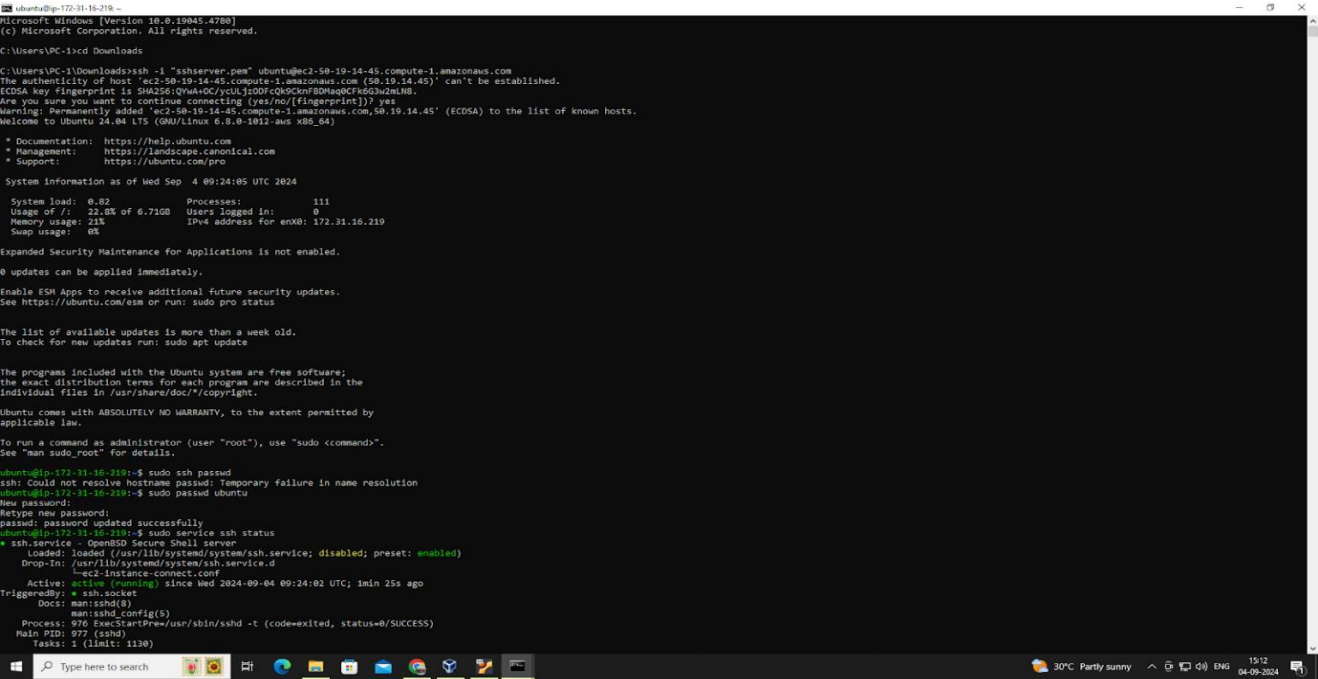 ubuntu@ip-172-31-16-219: ~
Microsoft Windows [Version 10.0.19045.4780]
(c) Microsoft Corporation. All rights reserved.
C:\Users\PC-1>cd Downloads
C:\Users\PC-1\Downloads>ssh -i "sshserver.pem" ubuntu@ec2-50-19-14-45.compute-1.amazonaws.com
The authenticity of host 'ec2-50-19-14-45.compute-1.amazonaws.com (50.19.14.45)' can't be established.
ECDSA key fingerprint is
Are you sure you want to continue connecting (yes/no/[fingerprint])? yes
Warning: Permanently added 'ec2-50-19-14-45.compute-1.amazonaws.com,50.19.14.45' (ECDSA) to the list of known hosts.
Welcome to Ubuntu 24.04 LTS (GNU/Linux 6.8.0-1012-aws x86_64)
* Documentation: https://help.ubuntu.com
* Management: https://landscape.canonical.com
* Support: https://ubuntu.com/pro
System information as of Wed Sep 4 09:24:05 UTC 2024
System load: 0.82 Processes: 111
Usage of /: 22.8% of 6.71GB Users logged in: 0
Memory usage: 21% IPv4 address for enX0: 172.31.16.219
Swap usage: 0%
Expanded Security Maintenance for Applications is not enabled.
0 updates can be applied immediately.
Enable ESM Apps to receive additional future security updates.
See https://ubuntu.com/esm or run: sudo pro status
The list of available updates is more than a week old.
To check for new updates run: sudo apt update
The programs included with the Ubuntu system are free software;
the exact distribution terms for each program are described in the
individual files in /usr/share/doc/*/copyright.
Ubuntu comes with ABSOLUTELY NO WARRANTY, to the extent permitted by
applicable law.
To run a command as administrator (user "root"), use "sudo <command>".
See "man sudo_root" for details.
ubuntu@ip-172-31-16-219:~$ sudo ssh passwd
ssh: Could not resolve hostname passwd: Temporary failure in name resolution
ubuntu@ip-172-31-16-219:~$ sudo passwd ubuntu
New password:
Retype new password:
passwd: password updated successfully
ubuntu@ip-172-31-16-219:~$ sudo service ssh status
● ssh.service - OpenBSD Secure Shell server
Loaded: loaded (/usr/lib/systemd/system/ssh.service; disabled; preset: enabled)
Drop-In: /usr/lib/systemd/system/ssh.service.d
└─ec2-instance-connect.conf
Active: active (running) since Wed 2024-09-04 09:24:02 UTC; 1min 25s ago
TriggeredBy: ● ssh.socket
Docs: man:sshd(8)
man:sshd_config(5)
Process: 976 ExecStartPre=/usr/sbin/sshd -t (code=exited, status=0/SUCCESS)
Main PID: 977 (sshd)
Tasks: 1 (limit: 1130)
Type here to search
30°C Partly sunny
ENG
15:12
04-09-2024